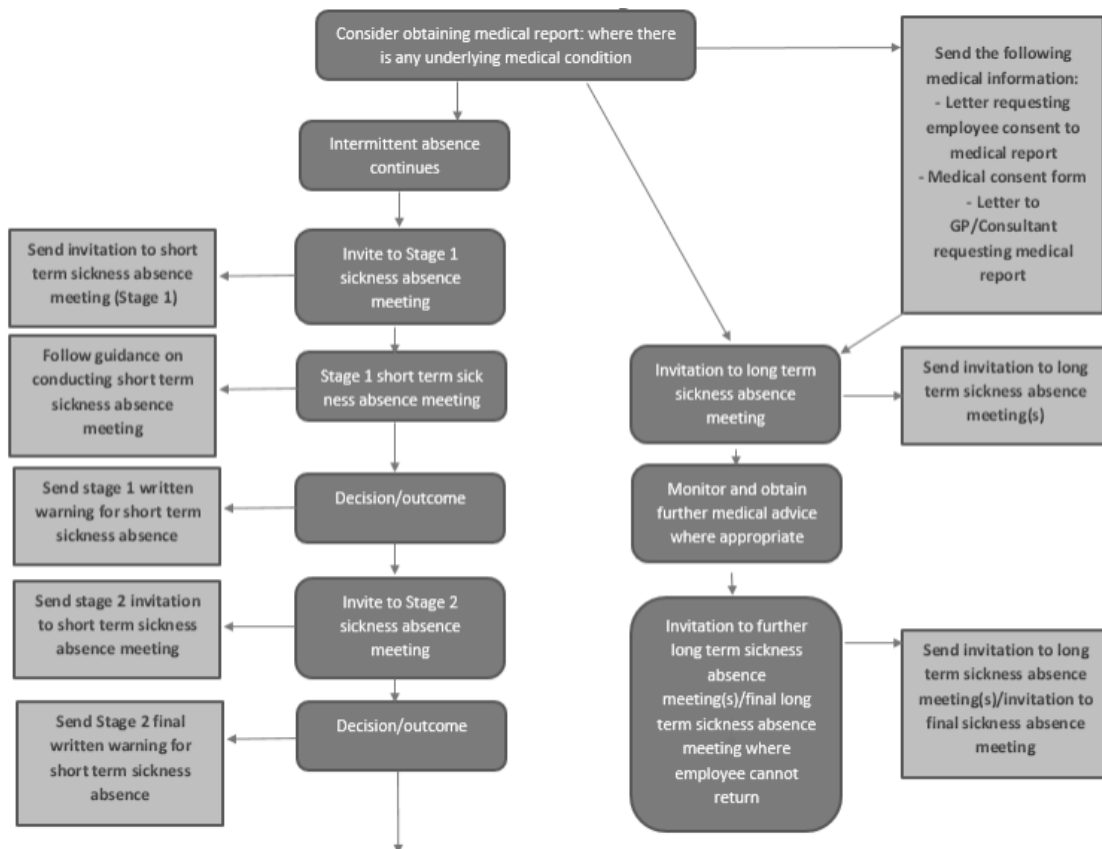 Consider obtaining medical report: where there
is any underlying medical condition
Send the following
medical information:
- Letter requesting
employee consent to
medical report
- Medical consent form
- Letter to
GP/Consultant
requesting medical
report
Intermittent absence
continues
Send invitation to short
term sickness absence
meeting (Stage 1)
Invite to Stage 1
sickness absence
meeting
Follow guidance on
conducting short term
sickness absence
meeting
Stage 1 short term sick
ness absence meeting
Invitation to long term
sickness absence
meeting
Send invitation to long
term sickness absence
meeting(s)
Send stage 1 written
warning for short term
sickness absence
Decision/outcome
Monitor and obtain
further medical advice
where appropriate
Send stage 2 invitation
to short term sickness
absence meeting
Invite to Stage 2
sickness absence
meeting
Invitation to further
long term sickness
absence
meeting(s)/final long
term sickness absence
meeting where
employee cannot
return
Send invitation to long
term sickness absence
meeting(s)/invitation to
final sickness absence
meeting
Send Stage 2 final
written warning for
short term sickness
absence
Decision/outcome